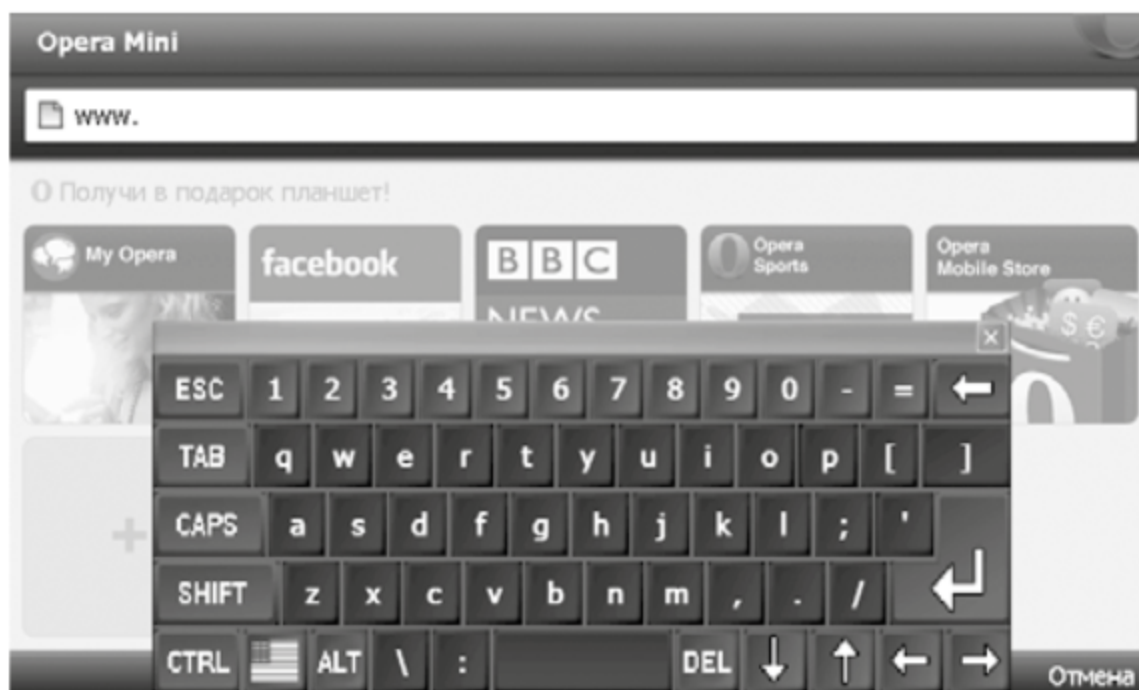 Opera Mini
www.
Получи в подарок планшет!
My Opera
facebook
BBC
NEWS
Opera
Sports
Opera
Mobile Store
$ €
ESC 1 2 3 4 5 6 7 8 9 0 - =
TAB q w e r t y u i o p [ ]
CAPS a s d f g h j k l ; '
SHIFT z x c v b n m , . /
CTRL ALT \ : DEL
Отмена